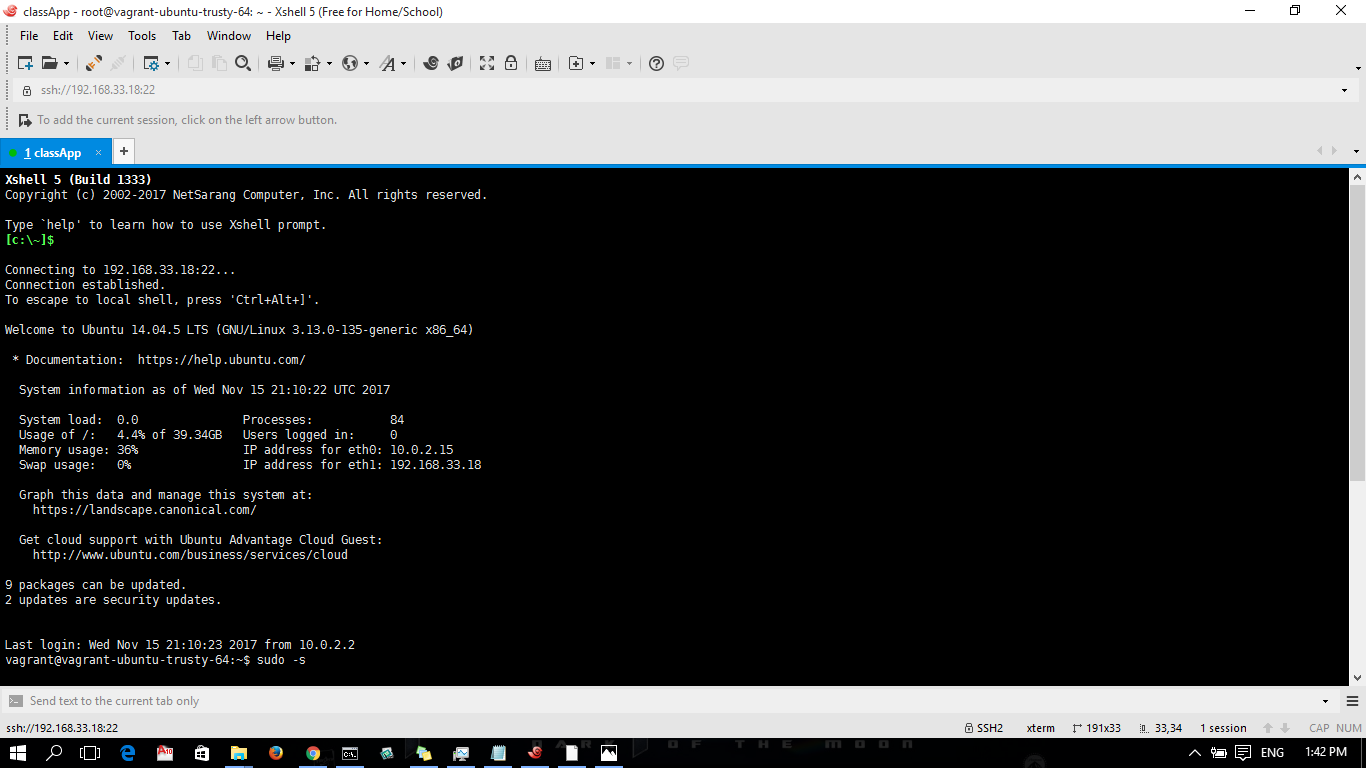 classApp - root@vagrant-ubuntu-trusty-64: ~ - Xshell 5 (Free for Home/School)
File Edit View Tools Tab Window Help
ssh://192.168.33.18:22
To add the current session, click on the left arrow button.
1 classApp × +
Xshell 5 (Build 1333)
Copyright (c) 2002-2017 NetSarang Computer, Inc. All rights reserved.
Type `help' to learn how to use Xshell prompt.
[c:\~]$
Connecting to 192.168.33.18:22...
Connection established.
To escape to local shell, press 'Ctrl+Alt+]'.
Welcome to Ubuntu 14.04.5 LTS (GNU/Linux 3.13.0-135-generic x86_64)
* Documentation:  https://help.ubuntu.com/
System information as of Wed Nov 15 21:10:22 UTC 2017
System load:  0.0               Processes:           84
Usage of /:   4.4% of 39.34GB   Users logged in:     0
Memory usage: 36%               IP address for eth0: 10.0.2.15
Swap usage:   0%                IP address for eth1: 192.168.33.18
Graph this data and manage this system at:
https://landscape.canonical.com/
Get cloud support with Ubuntu Advantage Cloud Guest:
http://www.ubuntu.com/business/services/cloud
9 packages can be updated.
2 updates are security updates.
Last login: Wed Nov 15 21:10:23 2017 from 10.0.2.2
vagrant@vagrant-ubuntu-trusty-64:~$ sudo -s
Send text to the current tab only
ssh://192.168.33.18:22 SSH2 xterm 191x33 33,34 1 session CAP NUM
DARK OF THE MOON
ENG 1:42 PM